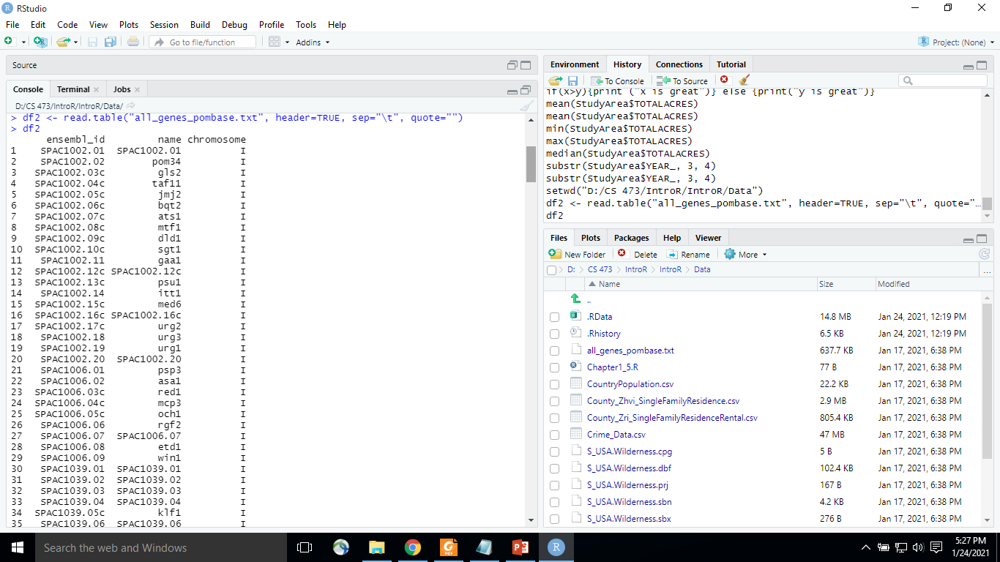 RStudio
File Edit Code View Plots Session Build Debug Profile Tools Help
Go to file/function Addins Project: (None)
Source
Console Terminal Jobs
D:/CS 473/IntroR/IntroR/Data/
> df2 <- read.table("all_genes_pombase.txt", header=TRUE, sep="\t", quote="")
> df2
ensembl_id name chromosome
1 SPAC1002.01 SPAC1002.01 I
2 SPAC1002.02 pom34 I
3 SPAC1002.03c gls2 I
4 SPAC1002.04c taf11 I
5 SPAC1002.05c jmj2 I
6 SPAC1002.06c bqt2 I
7 SPAC1002.07c ats1 I
8 SPAC1002.08c mtf1 I
9 SPAC1002.09c dld1 I
10 SPAC1002.10c sgt1 I
11 SPAC1002.11 gaa1 I
12 SPAC1002.12c SPAC1002.12c I
13 SPAC1002.13c psu1 I
14 SPAC1002.14 itt1 I
15 SPAC1002.15c med6 I
16 SPAC1002.16c SPAC1002.16c I
17 SPAC1002.17c urg2 I
18 SPAC1002.18 urg3 I
19 SPAC1002.19 urg1 I
20 SPAC1002.20 SPAC1002.20 I
21 SPAC1006.01 psp3 I
22 SPAC1006.02 asa1 I
23 SPAC1006.03c red1 I
24 SPAC1006.04c mcp3 I
25 SPAC1006.05c och1 I
26 SPAC1006.06 rgf2 I
27 SPAC1006.07 SPAC1006.07 I
28 SPAC1006.08 etd1 I
29 SPAC1006.09 win1 I
30 SPAC1039.01 SPAC1039.01 I
31 SPAC1039.02 SPAC1039.02 I
32 SPAC1039.03 SPAC1039.03 I
33 SPAC1039.04 SPAC1039.04 I
34 SPAC1039.05c klf1 I
35 SPAC1039.06 SPAC1039.06 I
Environment History Connections Tutorial
To Console To Source
if(x>y){print ("x is great")} else {print("y is great")}
mean(StudyArea$TOTALACRES)
mean(StudyArea$TOTALACRES)
min(StudyArea$TOTALACRES)
max(StudyArea$TOTALACRES)
median(StudyArea$TOTALACRES)
substr(StudyArea$YEAR_, 3, 4)
substr(StudyArea$YEAR_, 3, 4)
setwd("D:/CS 473/IntroR/IntroR/Data")
df2 <- read.table("all_genes_pombase.txt", header=TRUE, sep="\t", quote="…
df2
Files Plots Packages Help Viewer
New Folder Delete Rename More
D: CS 473 IntroR IntroR Data ...
Name Size Modified
..
.RData 14.8 MB Jan 24, 2021, 12:19 PM
.Rhistory 6.5 KB Jan 24, 2021, 12:19 PM
all_genes_pombase.txt 637.7 KB Jan 17, 2021, 6:38 PM
Chapter1_5.R 77 B Jan 17, 2021, 6:38 PM
CountryPopulation.csv 22.2 KB Jan 17, 2021, 6:38 PM
County_Zhvi_SingleFamilyResidence.csv 2.9 MB Jan 17, 2021, 6:38 PM
County_Zri_SingleFamilyResidenceRental.csv 805.4 KB Jan 17, 2021, 6:38 PM
Crime_Data.csv 47 MB Jan 17, 2021, 6:38 PM
S_USA.Wilderness.cpg 5 B Jan 17, 2021, 6:38 PM
S_USA.Wilderness.dbf 102.4 KB Jan 17, 2021, 6:38 PM
S_USA.Wilderness.prj 167 B Jan 17, 2021, 6:38 PM
S_USA.Wilderness.sbn 4.2 KB Jan 17, 2021, 6:38 PM
S_USA.Wilderness.sbx 276 B Jan 17, 2021, 6:38 PM
Search the web and Windows
5:27 PM
1/24/2021